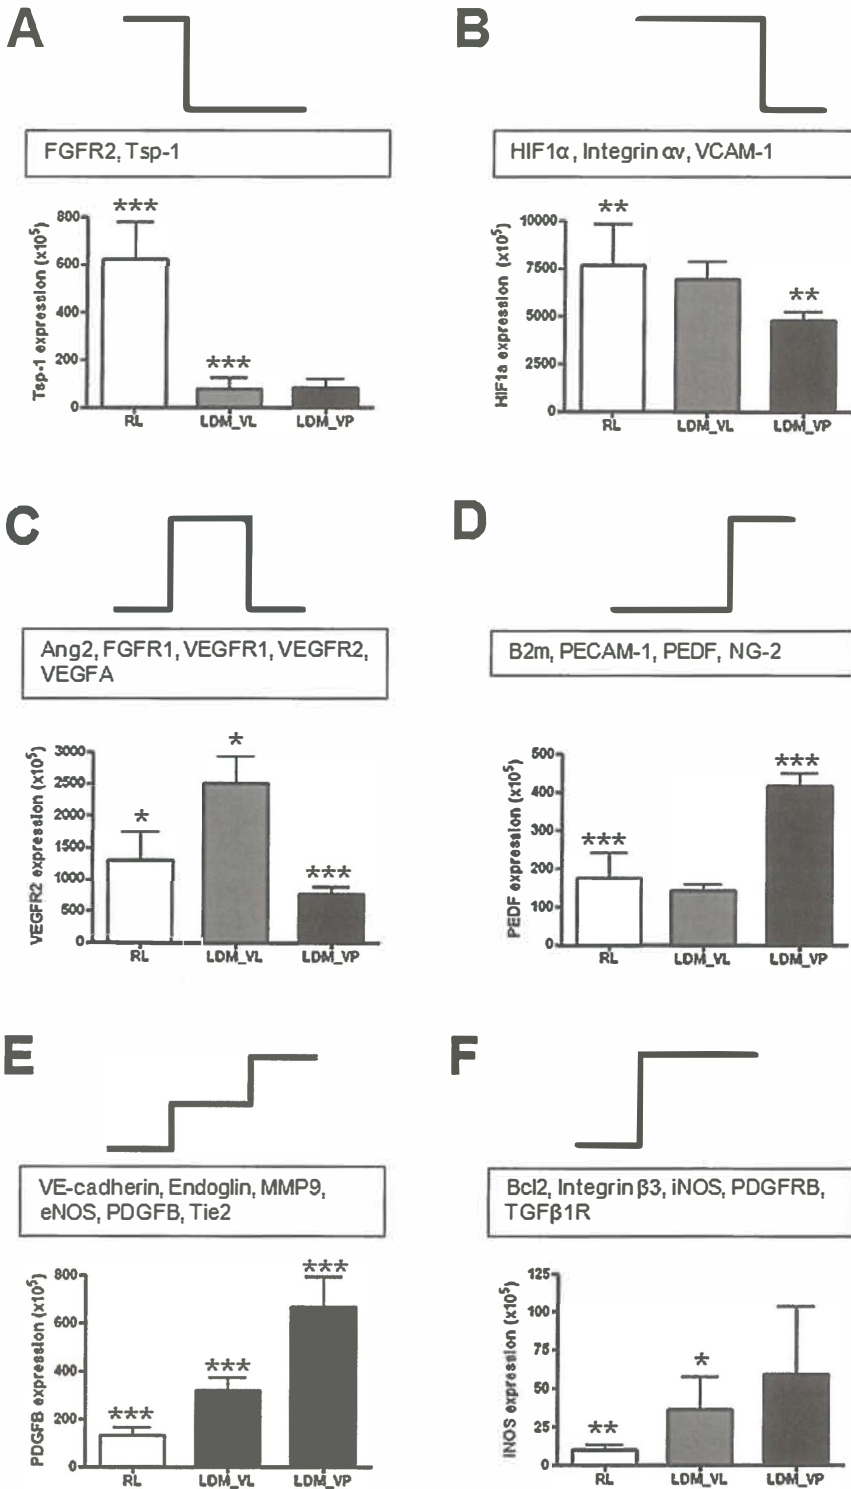 A
B
FGFR2, Tsp-1
HIF1α, Integrin αv, VCAM-1
***
800
600
400
200
0
Tsp-1 expression (x10⁵)
***
RL
LDM_VL
LDM_VP
**
10000
7500
5000
2500
0
HIF1a expression (x10⁵)
**
RL
LDM_VL
LDM_VP
C
D
Ang2, FGFR1, VEGFR1, VEGFR2,
VEGFA
B2m, PECAM-1, PEDF, NG-2
3000
2500
2000
1500
1000
500
0
VEGFR2 expression (x10⁵)
*
*
***
RL
LDM_VL
LDM_VP
500
400
300
200
100
0
PEDF expression (x10⁵)
***
***
RL
LDM_VL
LDM_VP
E
F
VE-cadherin, Endoglin, MMP9,
eNOS, PDGFB, Tie2
Bcl2, Integrin β3, iNOS, PDGFRB,
TGFβ1R
800
600
400
200
0
PDGFB expression (x10⁵)
***
***
***
RL
LDM_VL
LDM_VP
125
100
75
50
25
0
iNOS expression (x10⁵)
**
*
RL
LDM_VL
LDM_VP